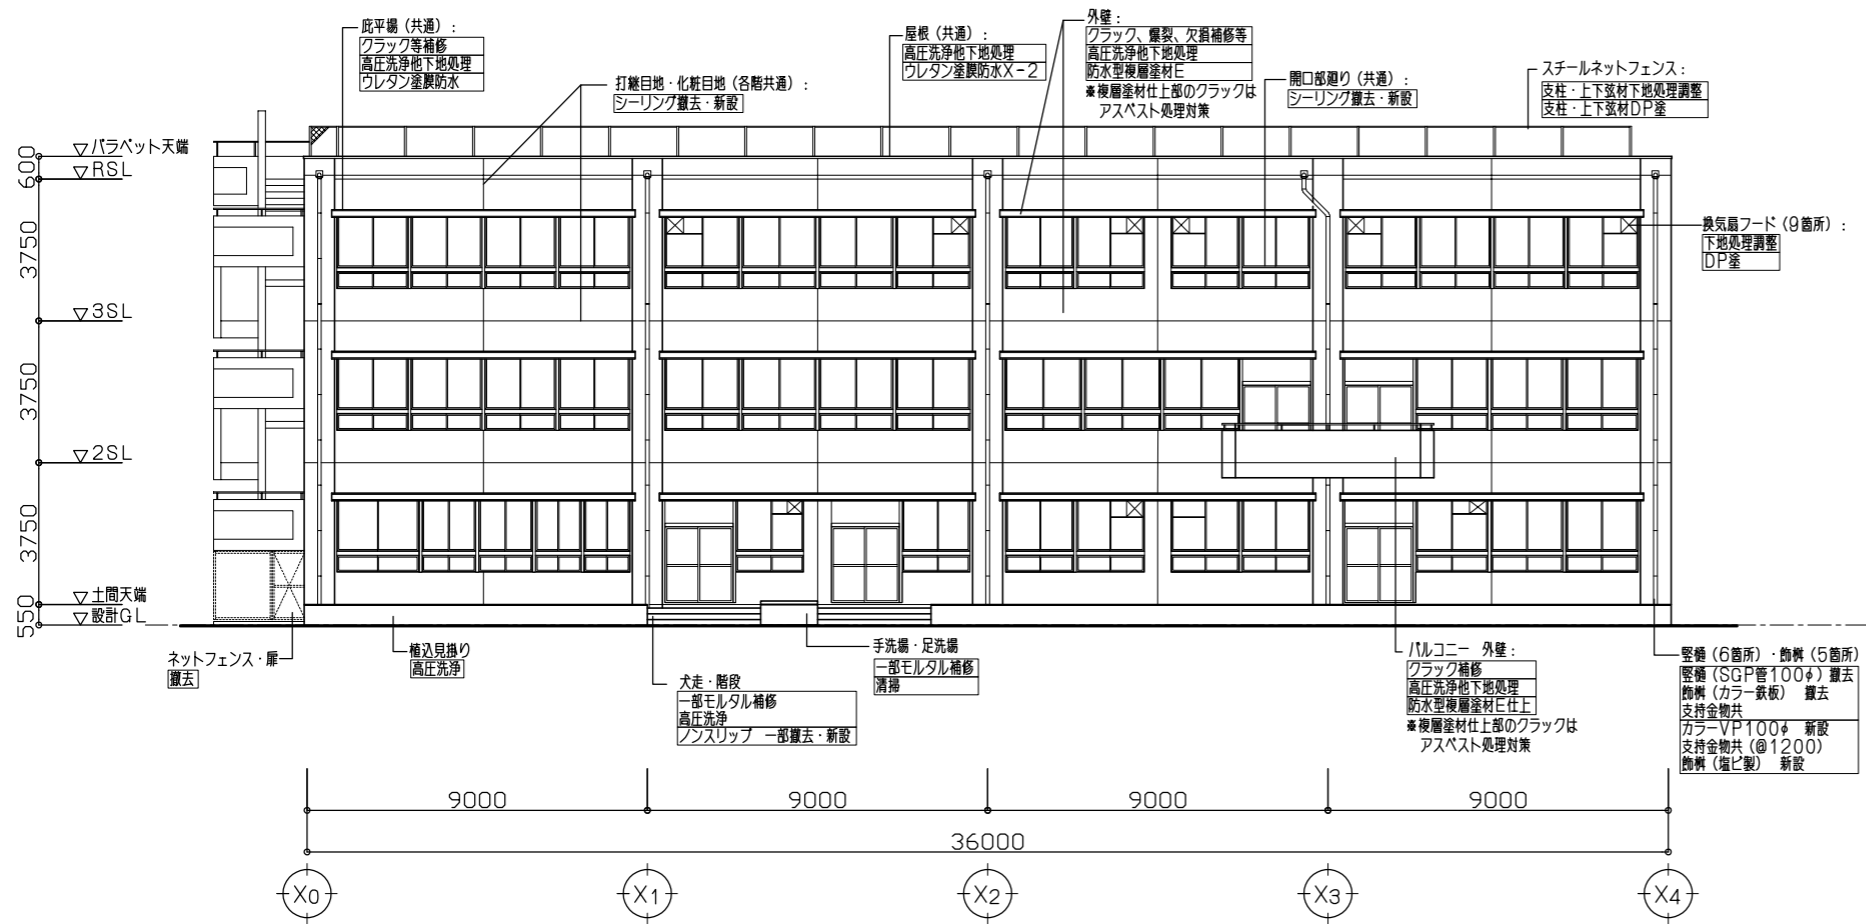 庇平場（共通）：
クラック等補修
高圧洗浄他下地処理
ウレタン塗膜防水
打継目地・化粧目地（各階共通）：
シーリング撤去・新設
屋根（共通）：
高圧洗浄他下地処理
ウレタン塗膜防水X－2
外壁：
クラック、爆裂、欠損補修等
高圧洗浄他下地処理
防水型複層塗材E
※複層塗材仕上部のクラックは
アスベスト処理対策
開口部廻り（共通）：
シーリング撤去・新設
スチールネットフェンス：
支柱・上下弦材下地処理調整
支柱・上下弦材DP塗
換気扇フード（9箇所）：
下地処理調整
DP塗
▽パラペット天端
▽RSL
▽3SL
▽2SL
▽土間天端
▽設計GL
600
3750
3750
3750
550
ネットフェンス・扉
撤去
植込見掛り
高圧洗浄
犬走・階段
一部モルタル補修
高圧洗浄
ノンスリップ　一部撤去・新設
手洗場・足洗場
一部モルタル補修
清掃
バルコニー　外壁：
クラック補修
高圧洗浄他下地処理
防水型複層塗材E仕上
※複層塗材仕上部のクラックは
アスベスト処理対策
竪樋（6箇所）・飾桝（5箇所）
竪樋（SGP管100φ）撤去
飾桝（カラー鉄板）　撤去
支持金物共
カラーVP100φ　新設
支持金物共（@1200）
飾桝（塩ビ製）　新設
9000
9000
9000
9000
36000
X0
X1
X2
X3
X4